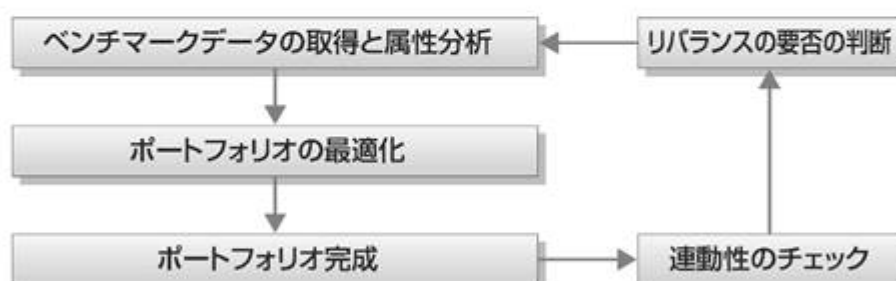 ベンチマークデータの取得と属性分析
リバランスの要否の判断
ポートフォリオの最適化
ポートフォリオ完成
連動性のチェック